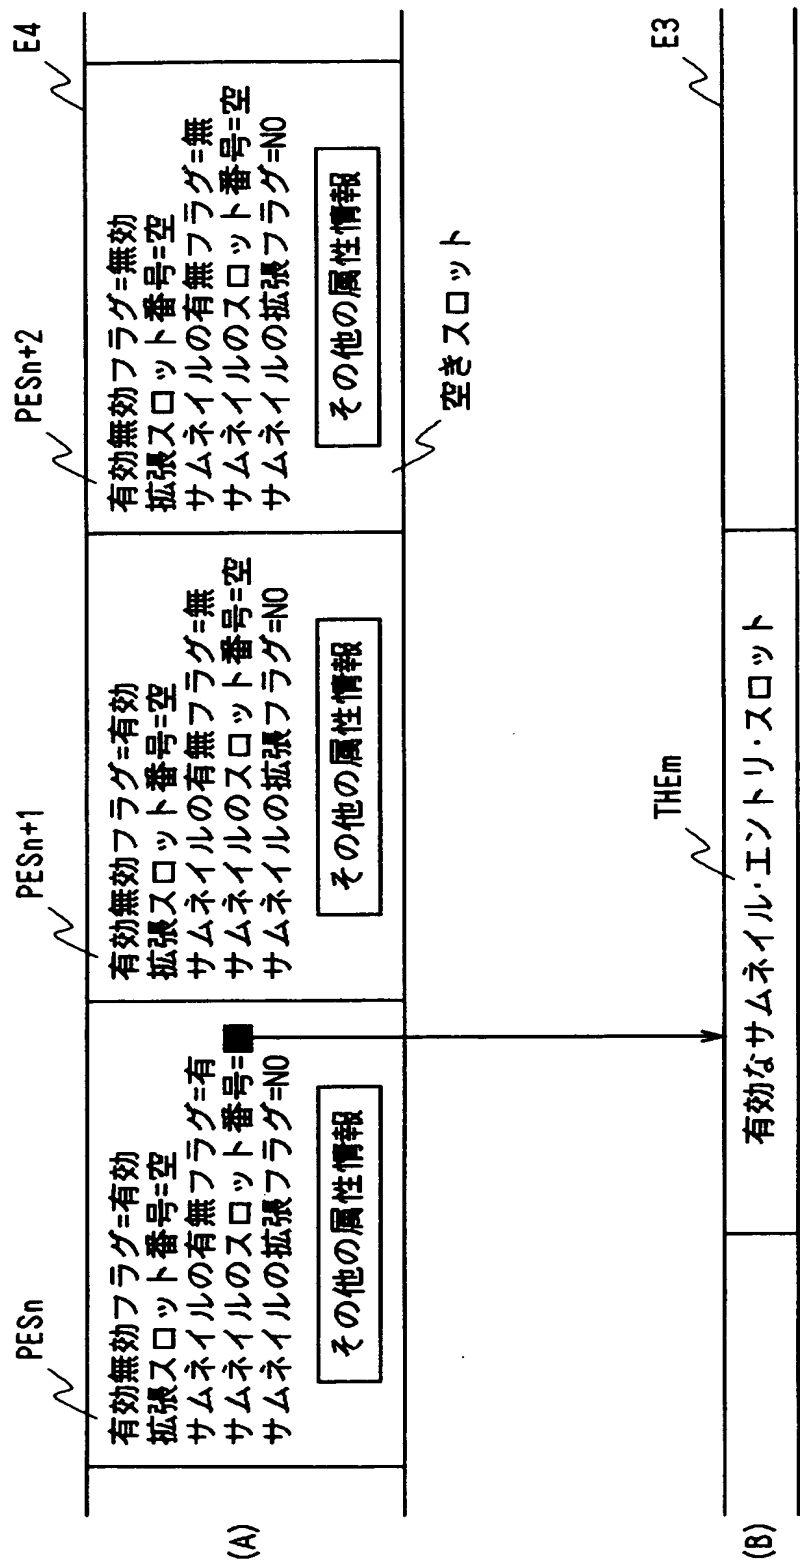 (A)
E4
PESn
有効無効フラグ=有効
拡張スロット番号=空
サムネイルの有無フラグ=有
サムネイルのスロット番号=■
サムネイルの拡張フラグ=NO
その他の属性情報
PESn+1
有効無効フラグ=有効
拡張スロット番号=空
サムネイルの有無フラグ=無
サムネイルのスロット番号=空
サムネイルの拡張フラグ=NO
その他の属性情報
PESn+2
有効無効フラグ=無効
拡張スロット番号=空
サムネイルの有無フラグ=無
サムネイルのスロット番号=空
サムネイルの拡張フラグ=NO
その他の属性情報
空きスロット
(B)
E3
THEm
有効なサムネイル・エントリ・スロット